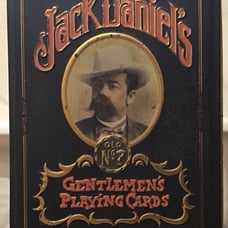 Jack Daniel's
OLD
No. 7
GENTLEMEN'S
PLAYING CARDS